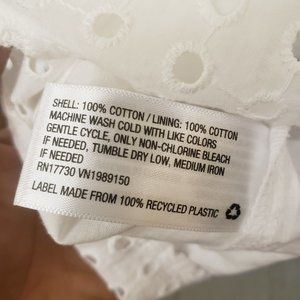 SHELL: 100% COTTON / LINING: 100% COTTON
MACHINE WASH COLD WITH LIKE COLORS
GENTLE CYCLE, ONLY NON-CHLORINE BLEACH
IF NEEDED, TUMBLE DRY LOW, MEDIUM IRON
IF NEEDED
RN17730 VN1989150
LABEL MADE FROM 100% RECYCLED PLASTIC